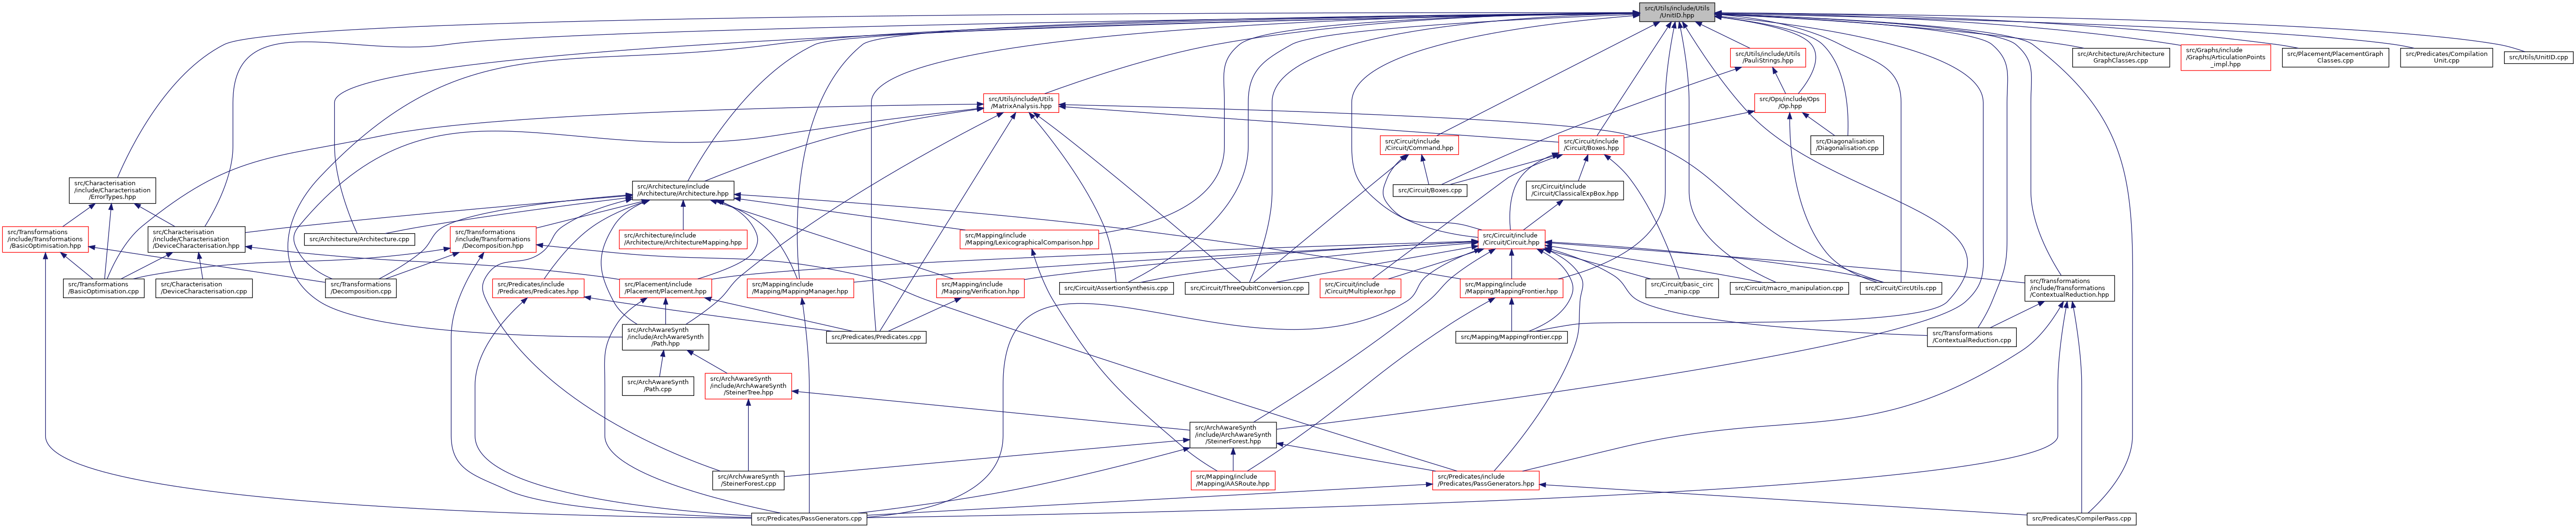 src/Utils/include/Utils
/UnitID.hpp
src/Utils/include/Utils
/PauliStrings.hpp
src/Architecture/Architecture
GraphClasses.cpp
src/Graphs/include
/Graphs/ArticulationPoints
_impl.hpp
src/Placement/PlacementGraph
Classes.cpp
src/Predicates/Compilation
Unit.cpp
src/Utils/UnitID.cpp
src/Utils/include/Utils
/MatrixAnalysis.hpp
src/Ops/include/Ops
/Op.hpp
src/Circuit/include
/Circuit/Command.hpp
src/Circuit/include
/Circuit/Boxes.hpp
src/Diagonalisation
/Diagonalisation.cpp
src/Characterisation
/include/Characterisation
/ErrorTypes.hpp
src/Architecture/include
/Architecture/Architecture.hpp
src/Circuit/Boxes.cpp
src/Circuit/include
/Circuit/ClassicalExpBox.hpp
src/Transformations
/include/Transformations
/BasicOptimisation.hpp
src/Characterisation
/include/Characterisation
/DeviceCharacterisation.hpp
src/Architecture/Architecture.cpp
src/Transformations
/include/Transformations
/Decomposition.hpp
src/Architecture/include
/Architecture/ArchitectureMapping.hpp
src/Mapping/include
/Mapping/LexicographicalComparison.hpp
src/Circuit/include
/Circuit/Circuit.hpp
src/Transformations
/BasicOptimisation.cpp
src/Characterisation
/DeviceCharacterisation.cpp
src/Transformations
/Decomposition.cpp
src/Predicates/include
/Predicates/Predicates.hpp
src/Placement/include
/Placement/Placement.hpp
src/Mapping/include
/Mapping/MappingManager.hpp
src/Mapping/include
/Mapping/Verification.hpp
src/Circuit/AssertionSynthesis.cpp
src/Circuit/ThreeQubitConversion.cpp
src/Circuit/include
/Circuit/Multiplexor.hpp
src/Mapping/include
/Mapping/MappingFrontier.hpp
src/Circuit/basic_circ
_manip.cpp
src/Circuit/macro_manipulation.cpp
src/Circuit/CircUtils.cpp
src/Transformations
/include/Transformations
/ContextualReduction.hpp
src/ArchAwareSynth
/include/ArchAwareSynth
/Path.hpp
src/Predicates/Predicates.cpp
src/Mapping/MappingFrontier.cpp
src/Transformations
/ContextualReduction.cpp
src/ArchAwareSynth
/Path.cpp
src/ArchAwareSynth
/include/ArchAwareSynth
/SteinerTree.hpp
src/ArchAwareSynth
/include/ArchAwareSynth
/SteinerForest.hpp
src/ArchAwareSynth
/SteinerForest.cpp
src/Mapping/include
/Mapping/AASRoute.hpp
src/Predicates/include
/Predicates/PassGenerators.hpp
src/Predicates/PassGenerators.cpp
src/Predicates/CompilerPass.cpp